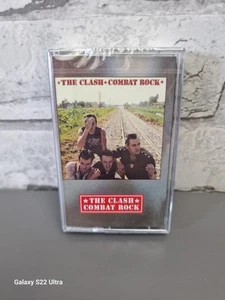 ★THE CLASH★COMBAT ROCK★
★THE CLASH★
COMBAT ROCK
Galaxy S22 Ultra